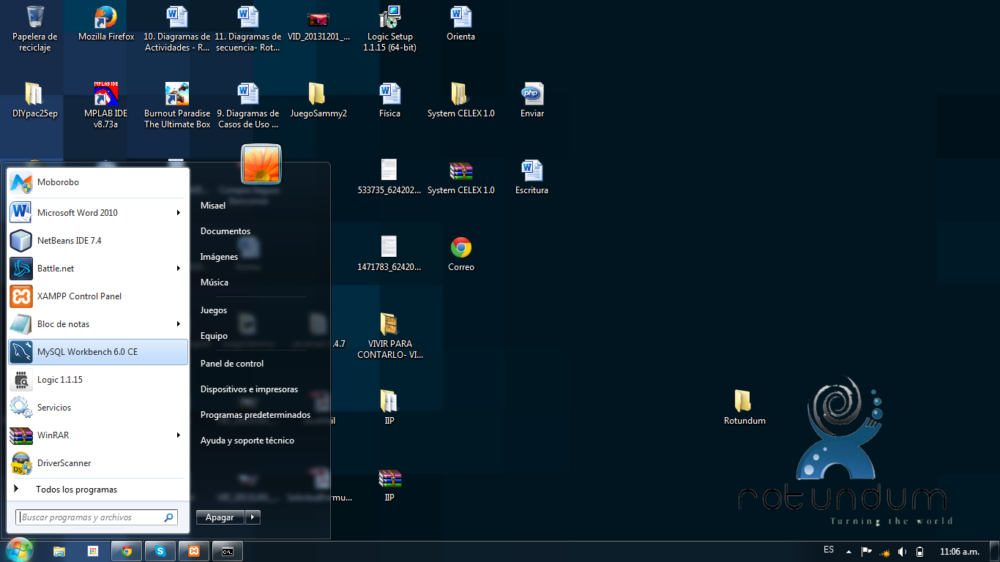 Papelera de
reciclaje
Mozilla Firefox
10. Diagramas de
Actividades - R...
11. Diagramas de
secuencia- Rot...
VID_20131201_...
Logic Setup
1.1.15 (64-bit)
Orienta
DIYpac25ep
MPLAB IDE
MPLAB IDE
v8.73a
Burnout Paradise
The Ultimate Box
9. Diagramas de
Casos de Uso ...
JuegoSammy2
Física
System CELEX 1.0
php
Enviar
533735_624202...
System CELEX 1.0
Escritura
1471783_62420...
Correo
.4.7
VIVIR PARA
CONTARLO- VI...
IIP
IIP
Rotundum
Moborobo
Microsoft Word 2010
NetBeans IDE 7.4
Battle.net
XAMPP Control Panel
Bloc de notas
MySQL Workbench 6.0 CE
Logic 1.1.15
Servicios
WinRAR
DriverScanner
Todos los programas
Buscar programas y archivos
Misael
Documentos
Imágenes
Música
Juegos
Equipo
Panel de control
Dispositivos e impresoras
Programas predeterminados
Ayuda y soporte técnico
Apagar
rotundum
Turning the world
ES
11:06 a.m.